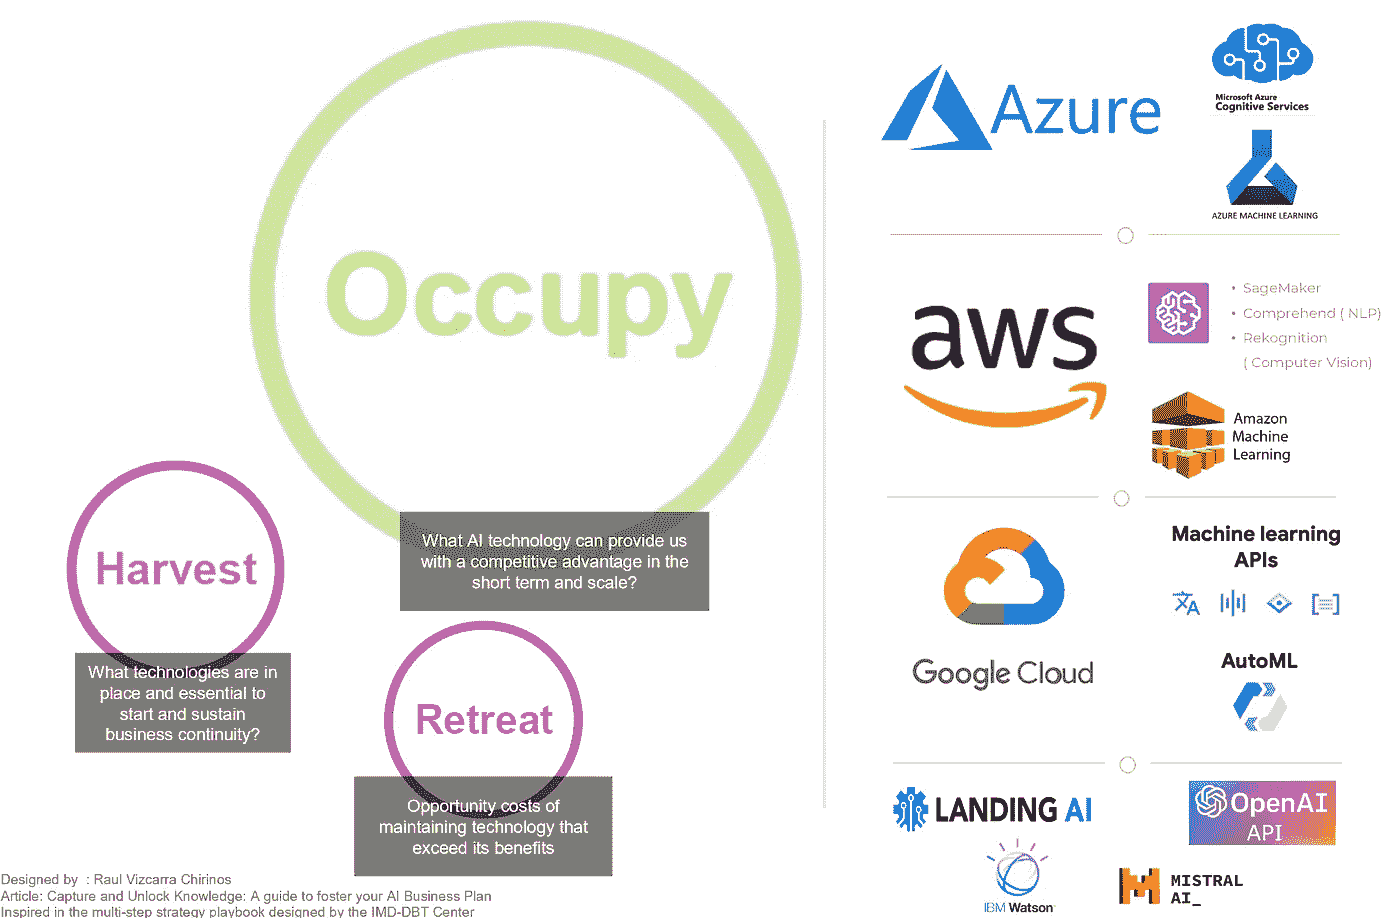 Occupy
What AI technology can provide us
with a competitive advantage in the
short term and scale?
Harvest
What technologies are in
place and essential to
start and sustain
business continuity?
Retreat
Opportunity costs of
maintaining technology that
exceed its benefits
Designed by : Raul Vizcarra Chirinos
Article: Capture and Unlock Knowledge: A guide to foster your AI Business Plan
Inspired in the multi-step strategy playbook designed by the IMD-DBT Center
Azure
Microsoft Azure
Cognitive Services
AZURE MACHINE LEARNING
aws
• SageMaker
• Comprehend ( NLP)
• Rekognition
( Computer Vision)
Amazon
Machine
Learning
Google Cloud
Machine learning
APIs
AutoML
LANDING AI
OpenAI
API
IBM Watson
MISTRAL
AI_